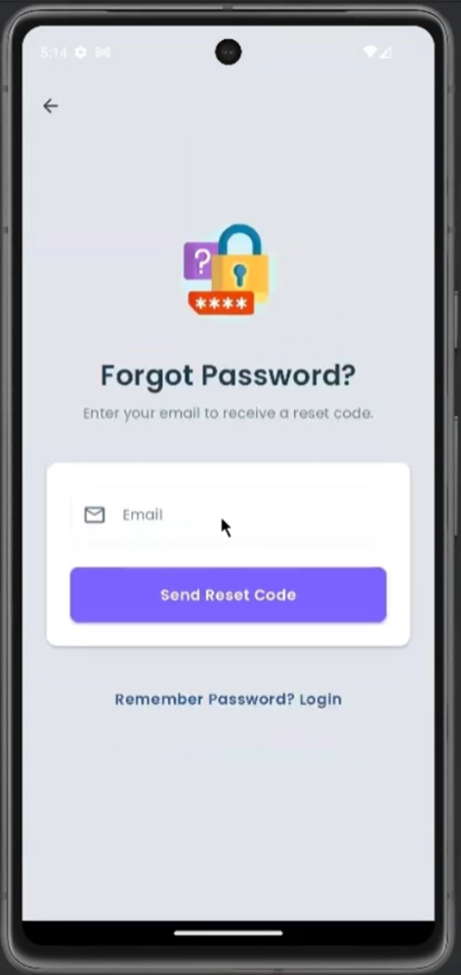 5:14
?
****
Forgot Password?
Enter your email to receive a reset code.
Email
Send Reset Code
Remember Password? Login